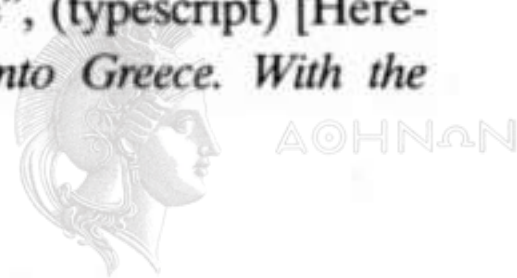 ”, (typescript) [Here-
nto Greece. With the
ΑΘΗΝΩΝ